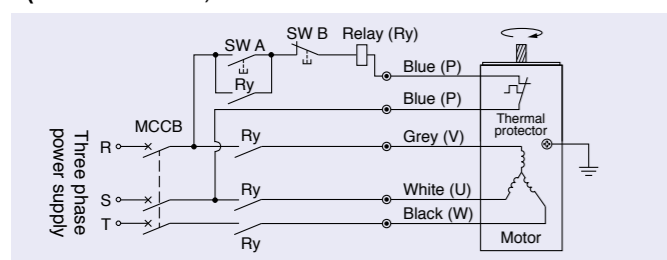 SW A
SW B
Relay (Ry)
Ry
Blue (P)
Blue (P)
Thermal
protector
Three phase
power supply
MCCB
R
Ry
Grey (V)
S
Ry
White (U)
T
Ry
Black (W)
Motor